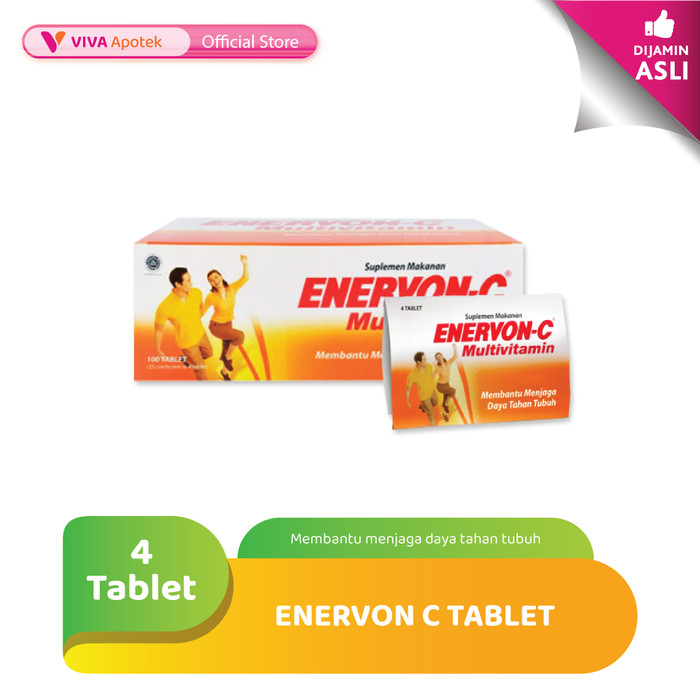 VIVA Apotek Official Store
DIJAMIN
ASLI
ENERVON-C
Multivitamin
Suplemen Makanan
ENERVON-C
100 TABLET
Membantu
4 TABLET
Suplemen Makanan
ENERVON-C®
Multivitamin
Membantu Menjaga
Daya Tahan Tubuh
4
Tablet
Membantu menjaga daya tahan tubuh
ENERVON C TABLET